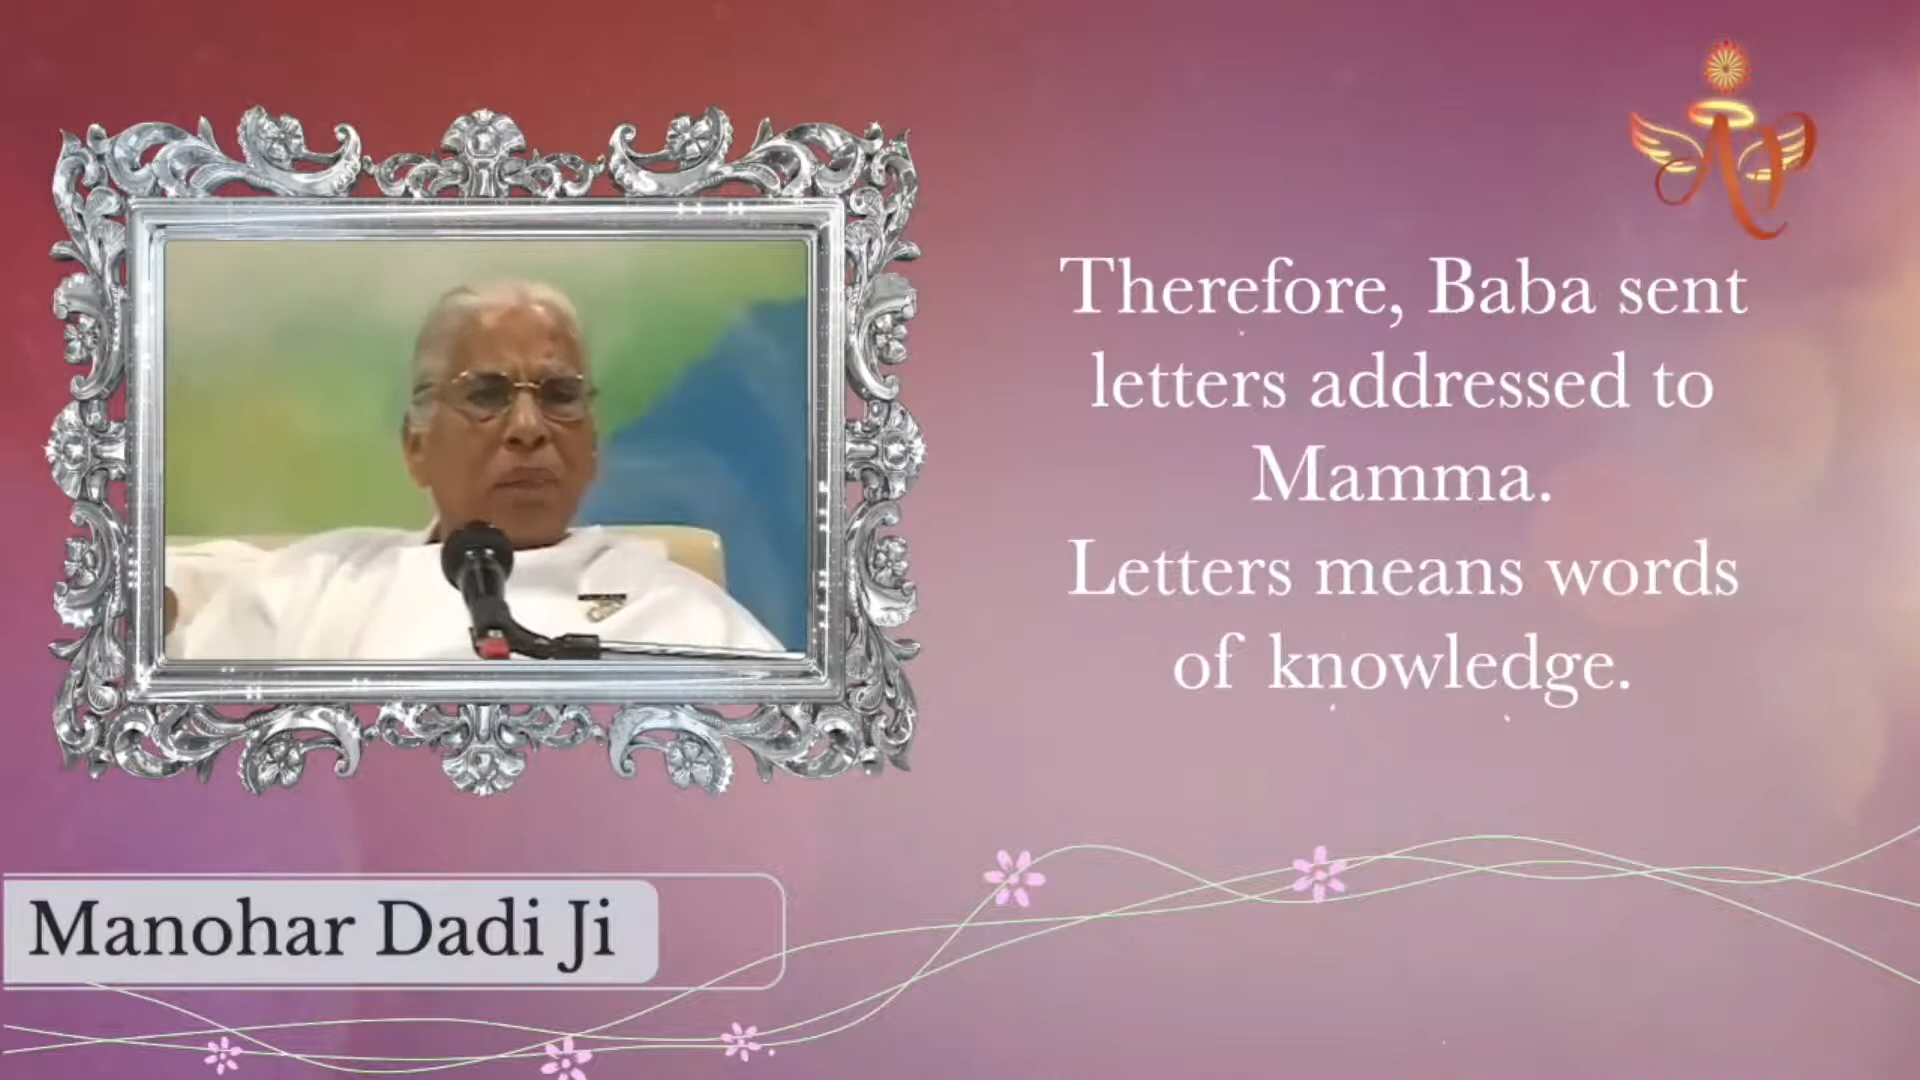 Therefore, Baba sent
letters addressed to
Mamma.
Letters means words
of knowledge.
Manohar Dadi Ji